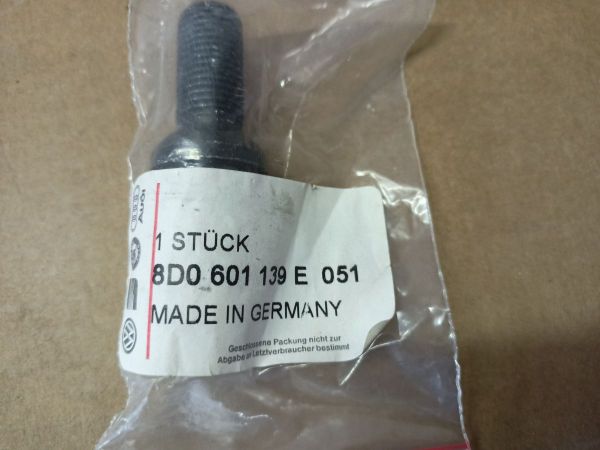 Audi
1 STÜCK
8D0 601 139 E 051
MADE IN GERMANY
Geschlossene Packung nicht zur
Abgabe an Letztverbraucher bestimmt